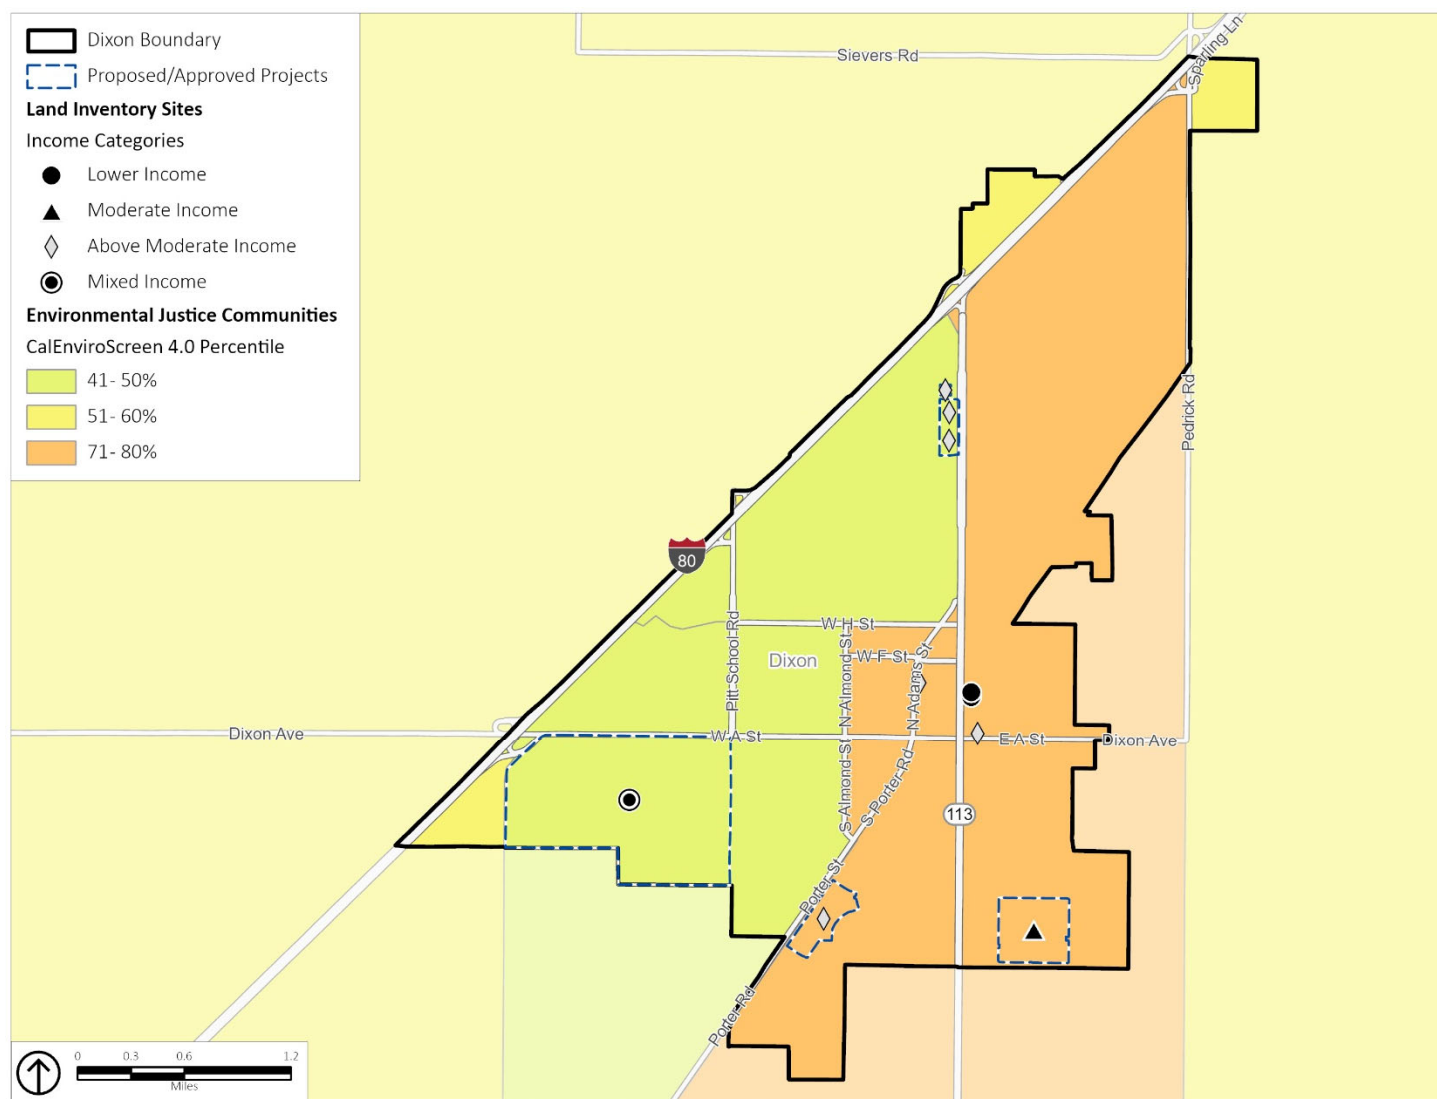 Dixon Boundary
Proposed/Approved Projects
Land Inventory Sites
Income Categories
Lower Income
Moderate Income
Above Moderate Income
Mixed Income
Environmental Justice Communities
CalEnviroScreen 4.0 Percentile
41- 50%
51- 60%
71- 80%
Sievers Rd
Sparling Ln
Pedrick Rd
80
W H St
W F St
Dixon
Pitt School Rd
N Almond St
N Adams St
Dixon Ave
W A St
E A St
Dixon Ave
S Almond St
S Porter Rd
113
Porter St
Porter Rd
0 0.3 0.6 1.2
Miles